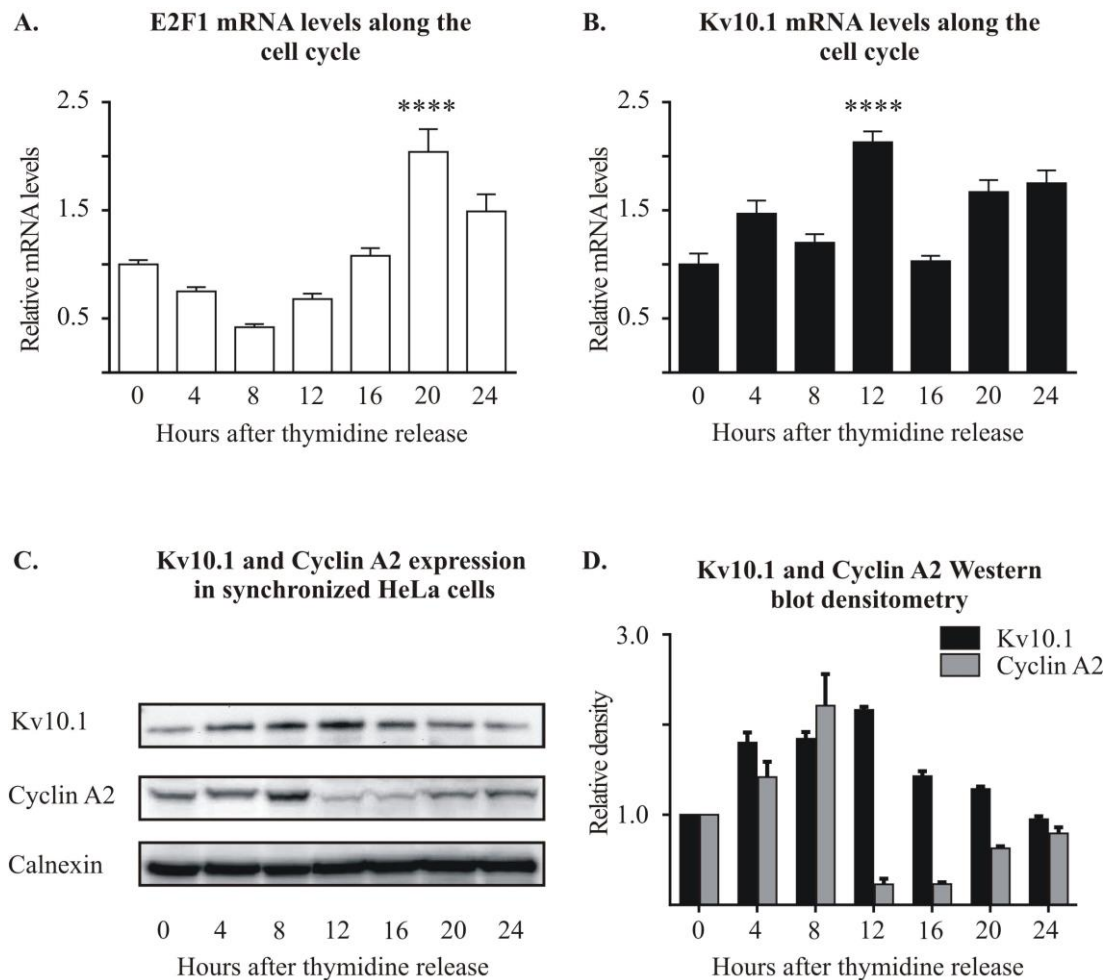 A.
E2F1 mRNA levels along the
cell cycle
2.5
****
1.5
0.5
Relative mRNA levels
0 4 8 12 16 20 24
Hours after thymidine release
B.
Kv10.1 mRNA levels along the
cell cycle
2.5
****
1.5
0.5
Relative mRNA levels
0 4 8 12 16 20 24
Hours after thymidine release
C.
Kv10.1 and Cyclin A2 expression
in synchronized HeLa cells
Kv10.1
Cyclin A2
Calnexin
0 4 8 12 16 20 24
Hours after thymidine release
D.
Kv10.1 and Cyclin A2 Western
blot densitometry
3.0
Kv10.1
Cyclin A2
1.0
Relative density
0 4 8 12 16 20 24
Hours after thymidine release